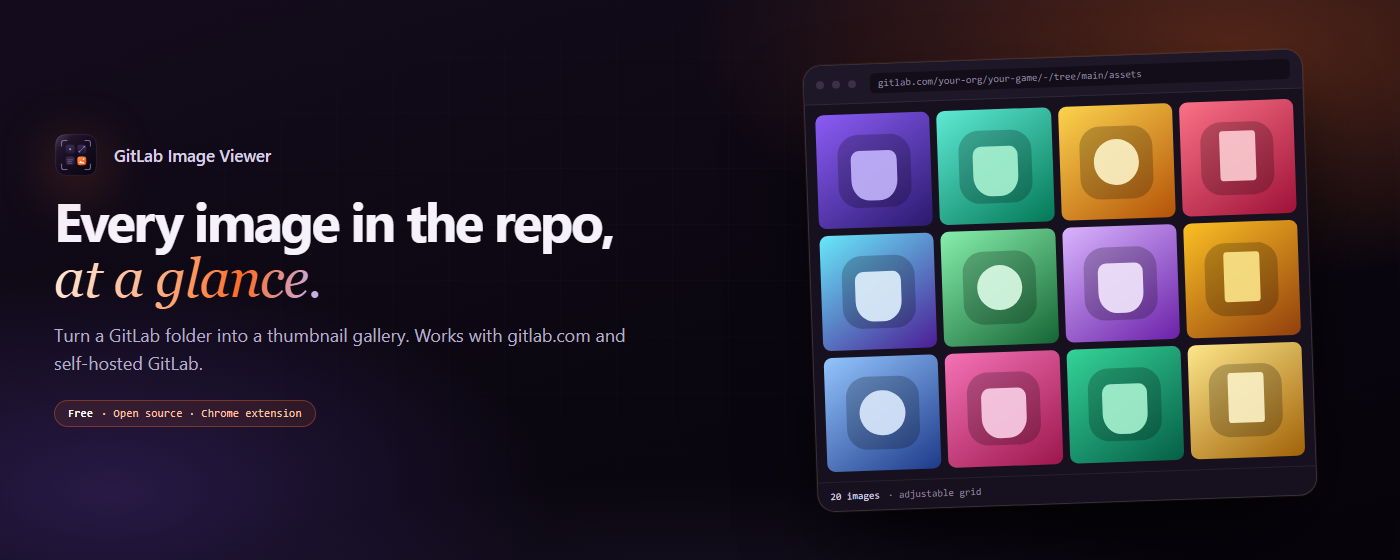 GitLab Image Viewer
Every image in the repo,
at a glance.
Turn a GitLab folder into a thumbnail gallery. Works with gitlab.com and
self-hosted GitLab.
Free · Open source · Chrome extension
gitlab.com/your-org/your-game/-/tree/main/assets
20 images · adjustable grid